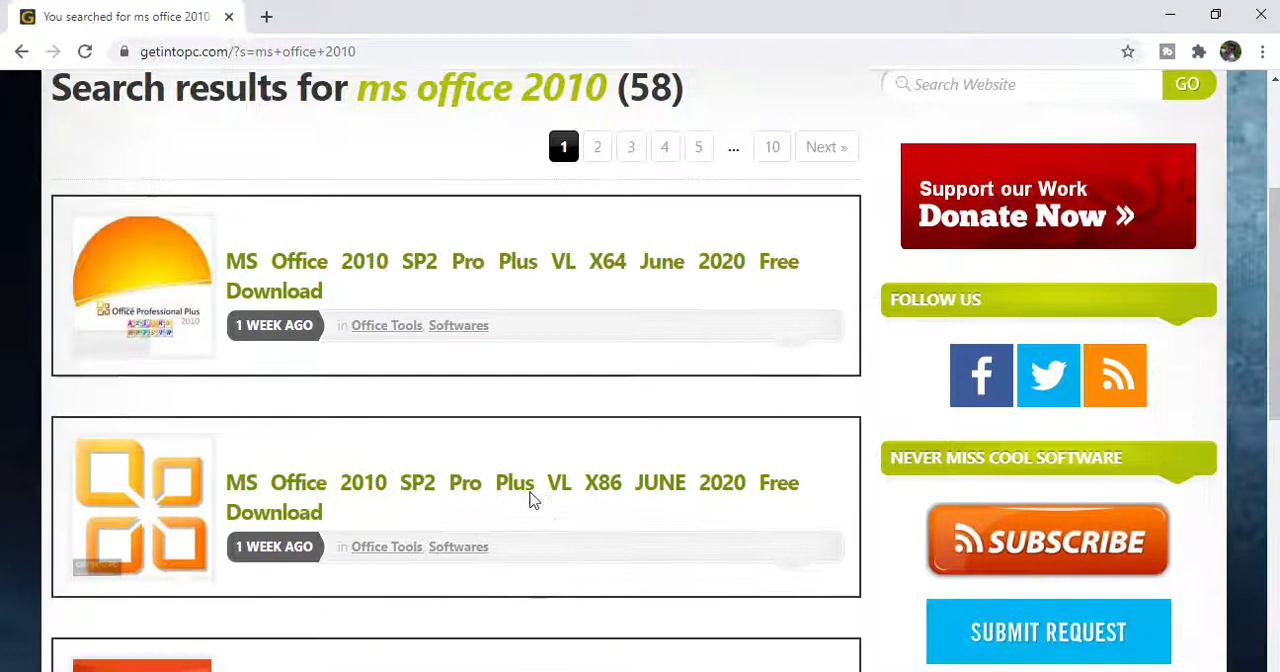 You searched for ms office 2010
getintopc.com/?s=ms+office+2010
Search results for ms office 2010 (58)
1 2 3 4 5 ... 10 Next »
MS Office 2010 SP2 Pro Plus VL X64 June 2020 Free
Download
1 WEEK AGO in Office Tools, Softwares
Office Professional Plus
2010
MS Office 2010 SP2 Pro Plus VL X86 JUNE 2020 Free
Download
1 WEEK AGO in Office Tools, Softwares
Search Website GO
Support our Work
Donate Now »
FOLLOW US
NEVER MISS COOL SOFTWARE
SUBSCRIBE
SUBMIT REQUEST